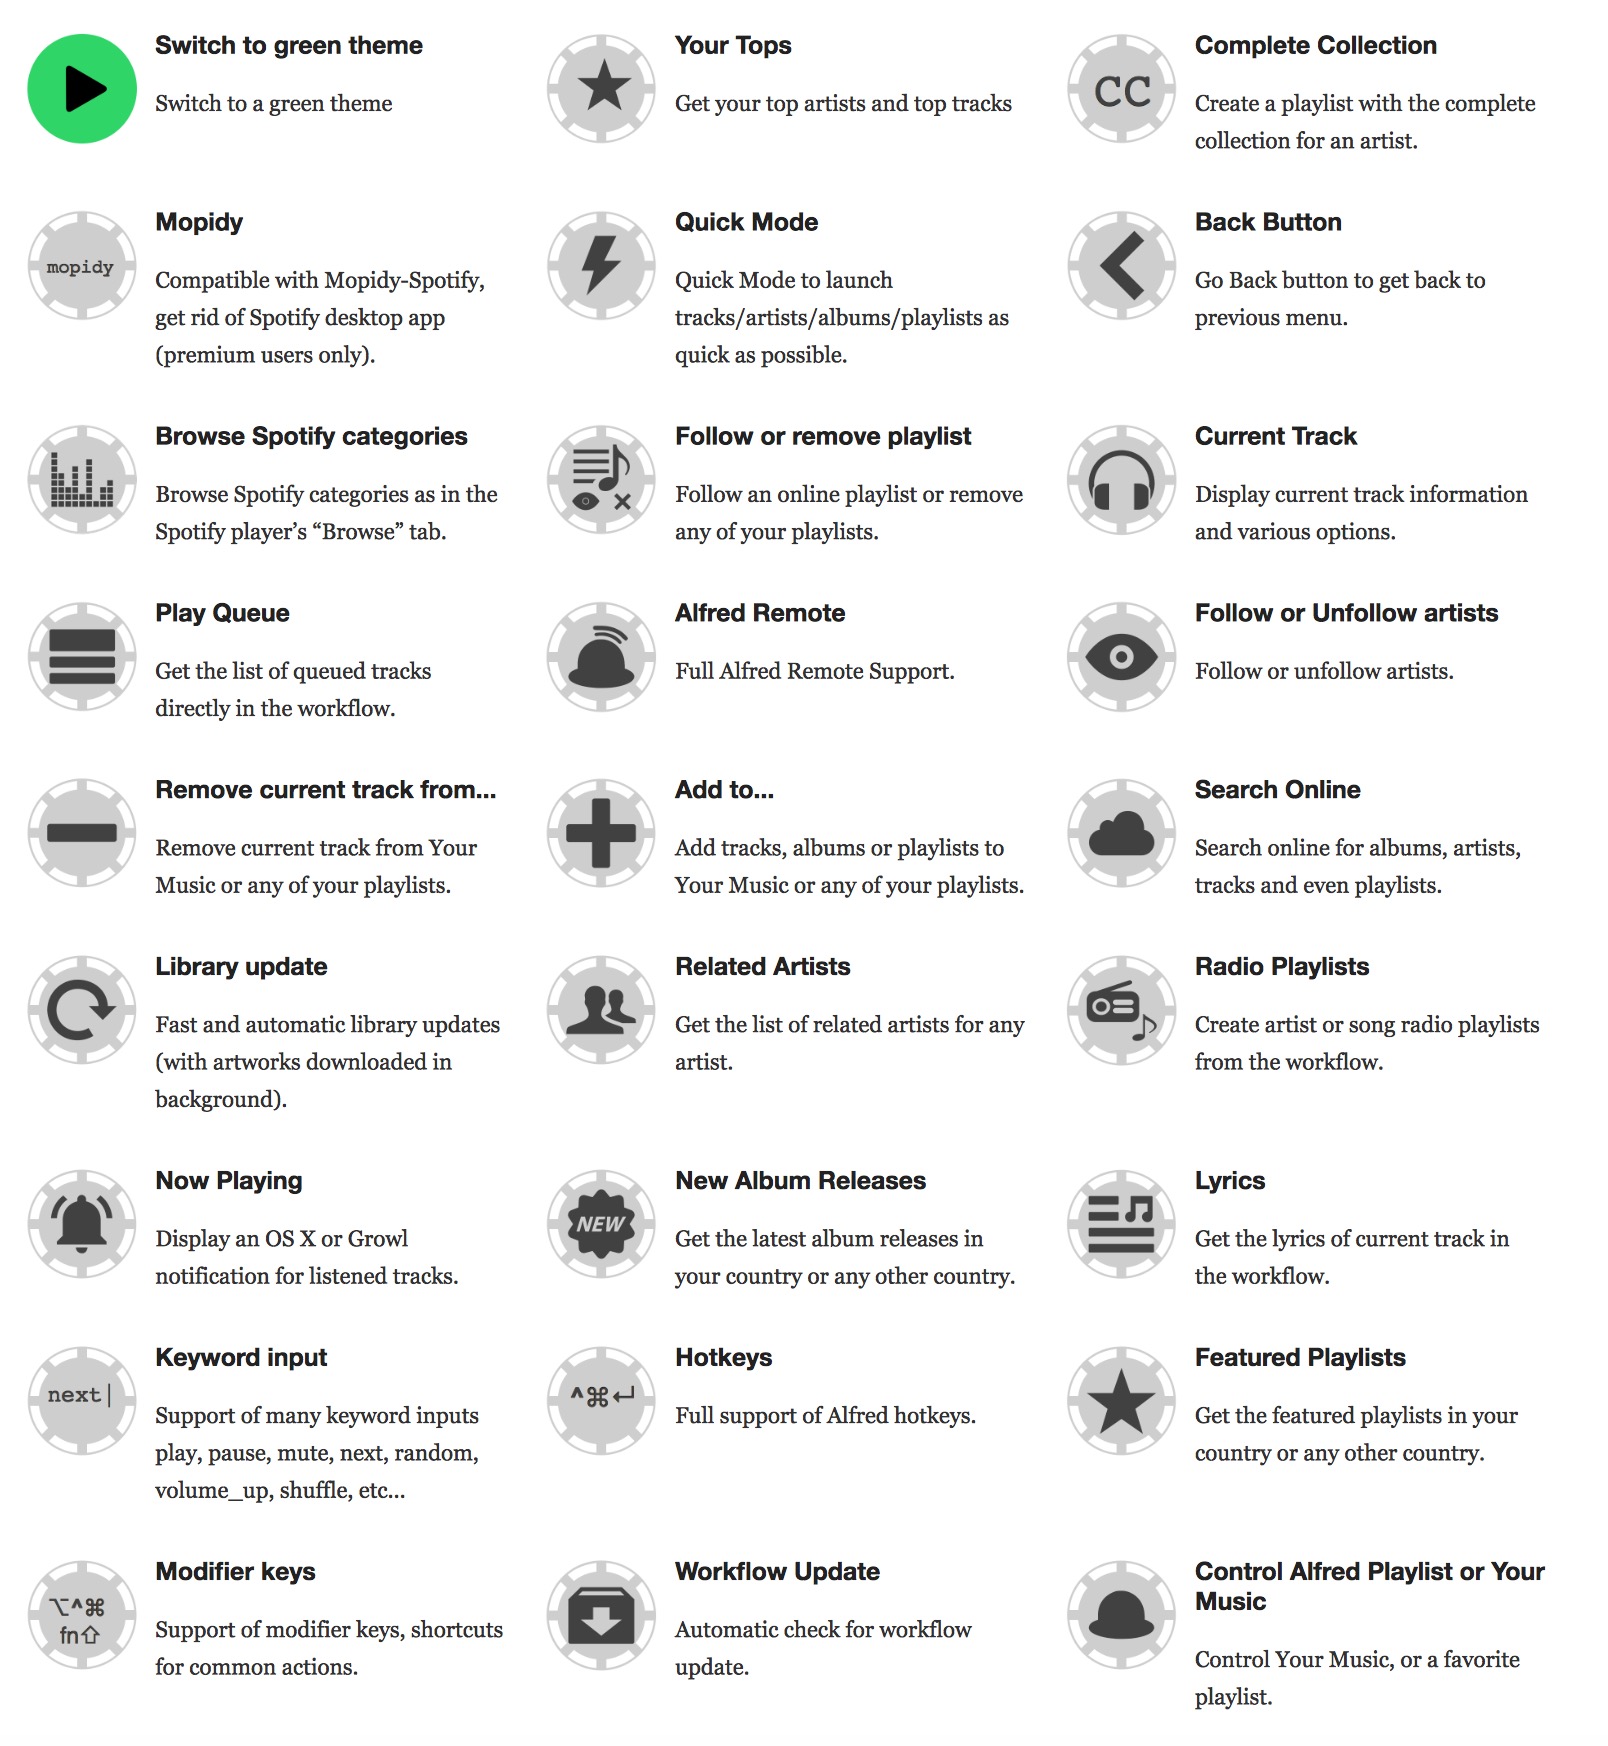 Switch to green theme
Switch to a green theme
Your Tops
Get your top artists and top tracks
CC
Complete Collection
Create a playlist with the complete
collection for an artist.
mopidy
Mopidy
Compatible with Mopidy-Spotify,
get rid of Spotify desktop app
(premium users only).
Quick Mode
Quick Mode to launch
tracks/artists/albums/playlists as
quick as possible.
Back Button
Go Back button to get back to
previous menu.
Browse Spotify categories
Browse Spotify categories as in the
Spotify player’s “Browse” tab.
Follow or remove playlist
Follow an online playlist or remove
any of your playlists.
Current Track
Display current track information
and various options.
Play Queue
Get the list of queued tracks
directly in the workflow.
Alfred Remote
Full Alfred Remote Support.
Follow or Unfollow artists
Follow or unfollow artists.
Remove current track from...
Remove current track from Your
Music or any of your playlists.
Add to...
Add tracks, albums or playlists to
Your Music or any of your playlists.
Search Online
Search online for albums, artists,
tracks and even playlists.
Library update
Fast and automatic library updates
(with artworks downloaded in
background).
Related Artists
Get the list of related artists for any
artist.
Radio Playlists
Create artist or song radio playlists
from the workflow.
Now Playing
Display an OS X or Growl
notification for listened tracks.
NEW
New Album Releases
Get the latest album releases in
your country or any other country.
Lyrics
Get the lyrics of current track in
the workflow.
next|
Keyword input
Support of many keyword inputs
play, pause, mute, next, random,
volume_up, shuffle, etc...
^⌘↵
Hotkeys
Full support of Alfred hotkeys.
Featured Playlists
Get the featured playlists in your
country or any other country.
⌥^⌘
fn⇧
Modifier keys
Support of modifier keys, shortcuts
for common actions.
Workflow Update
Automatic check for workflow
update.
Control Alfred Playlist or Your
Music
Control Your Music, or a favorite
playlist.